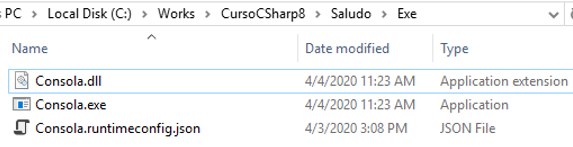 PC > Local Disk (C:) > Works > CursoCSharp8 > Saludo > Exe
Name Date modified Type
Consola.dll 4/4/2020 11:23 AM Application extension
Consola.exe 4/4/2020 11:23 AM Application
Consola.runtimeconfig.json 4/3/2020 3:08 PM JSON File